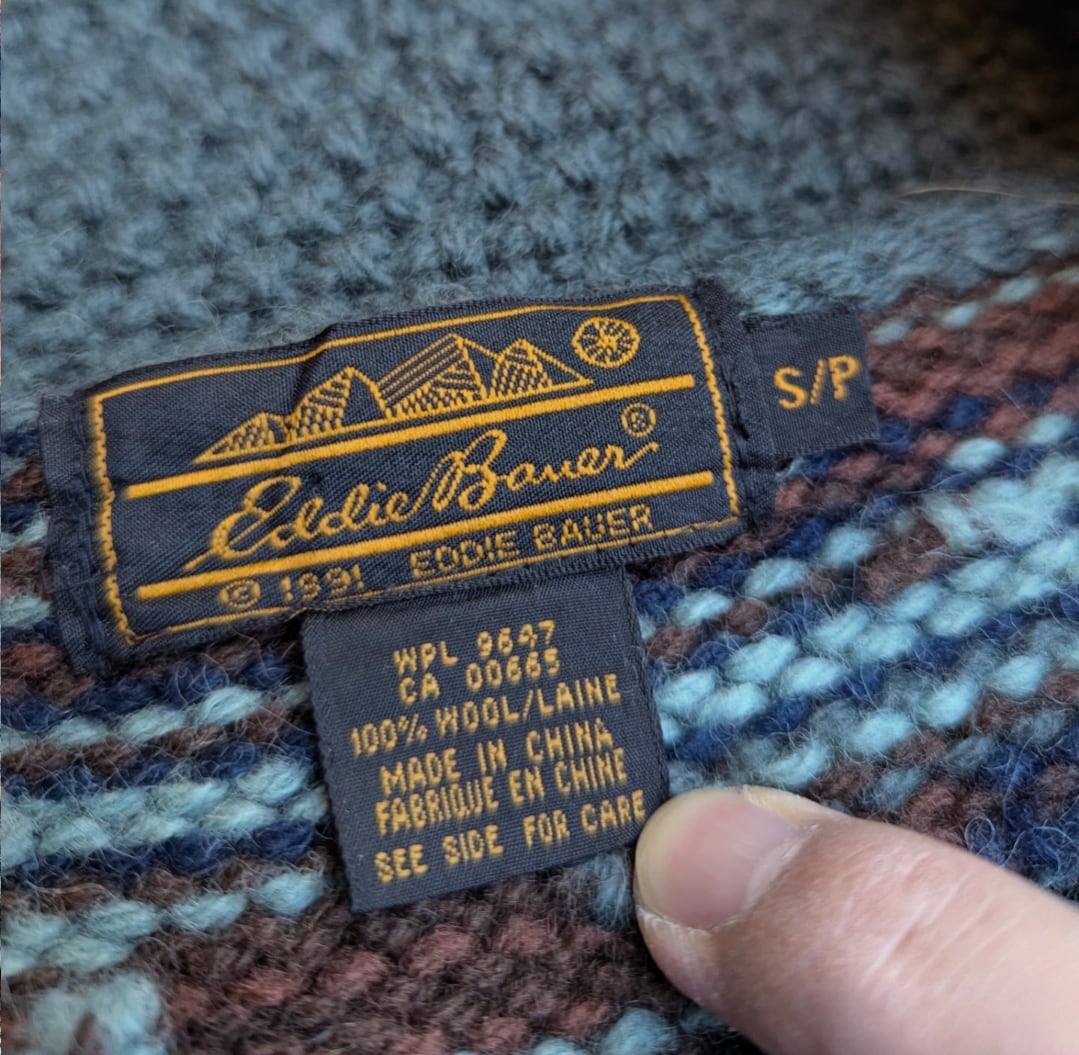 Eddie Bauer®
© 1991 EDDIE BAUER
S/P
WPL 9647
CA 00665
100% WOOL/LAINE
MADE IN CHINA
FABRIQUE EN CHINE
SEE SIDE FOR CARE